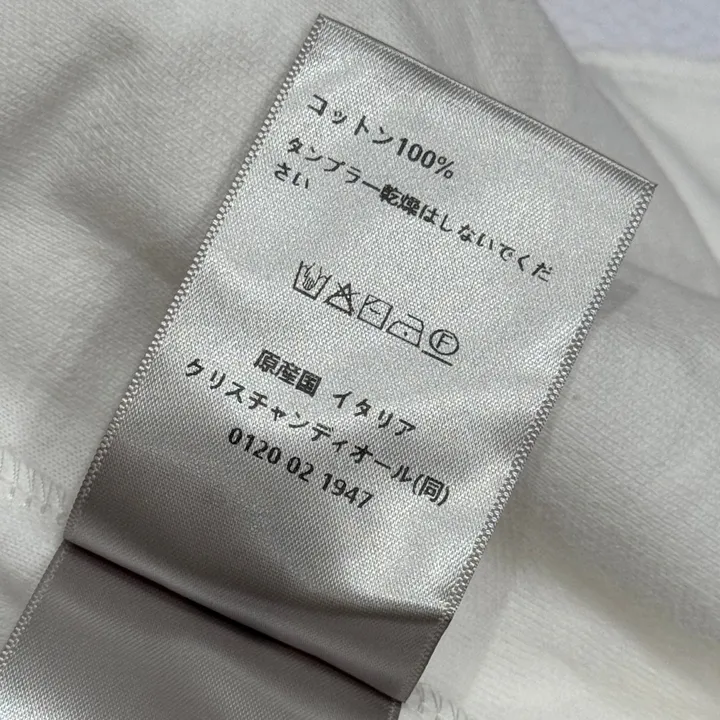 コットン100%
タンブラー乾燥はしないでくだ
さい
F
原産国 イタリア
クリスチャンディオール(同)
0120 02 1947